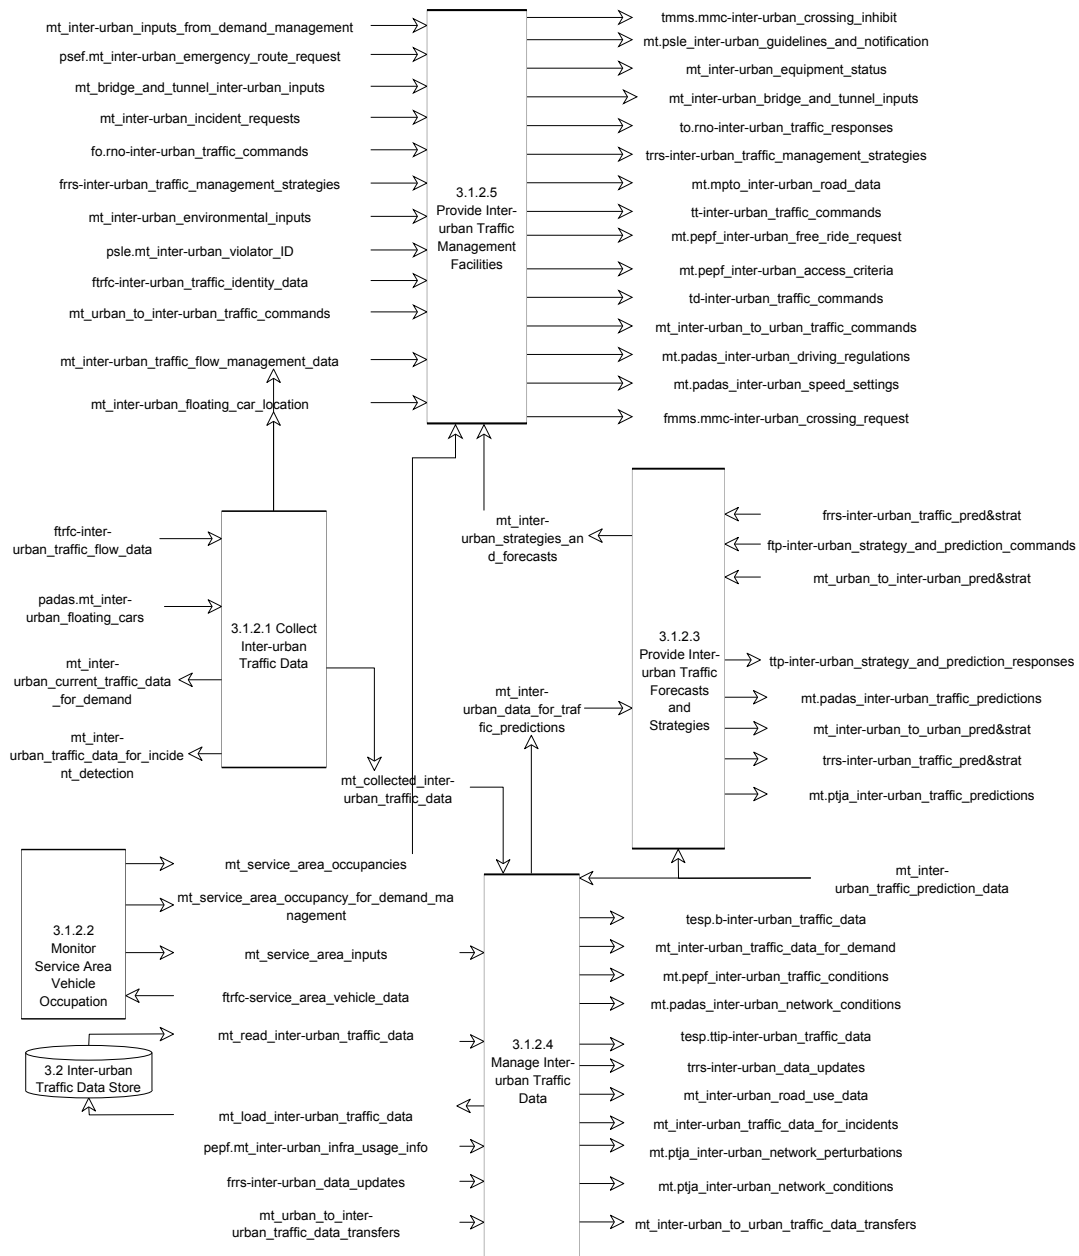 mt_inter-urban_inputs_from_demand_management
psef.mt_inter-urban_emergency_route_request
mt_bridge_and_tunnel_inter-urban_inputs
mt_inter-urban_incident_requests
fo.rno-inter-urban_traffic_commands
frrs-inter-urban_traffic_management_strategies
mt_inter-urban_environmental_inputs
psle.mt_inter-urban_violator_ID
ftrfc-inter-urban_traffic_identity_data
mt_urban_to_inter-urban_traffic_commands
mt_inter-urban_traffic_flow_management_data
mt_inter-urban_floating_car_location
3.1.2.5
Provide Inter-
urban Traffic
Management
Facilities
tmms.mmc-inter-urban_crossing_inhibit
mt.psle_inter-urban_guidelines_and_notification
mt_inter-urban_equipment_status
mt_inter-urban_bridge_and_tunnel_inputs
to.rno-inter-urban_traffic_responses
trrs-inter-urban_traffic_management_strategies
mt.mpto_inter-urban_road_data
tt-inter-urban_traffic_commands
mt.pepf_inter-urban_free_ride_request
mt.pepf_inter-urban_access_criteria
td-inter-urban_traffic_commands
mt_inter-urban_to_urban_traffic_commands
mt.padas_inter-urban_driving_regulations
mt.padas_inter-urban_speed_settings
fmms.mmc-inter-urban_crossing_request
ftrfc-inter-
urban_traffic_flow_data
padas.mt_inter-
urban_floating_cars
mt_inter-
urban_current_traffic_data
_for_demand
mt_inter-
urban_traffic_data_for_incide
nt_detection
3.1.2.1 Collect
Inter-urban
Traffic Data
mt_inter-
urban_strategies_an
d_forecasts
mt_inter-
urban_data_for_traf
fic_predictions
mt_collected_inter-
urban_traffic_data
3.1.2.3
Provide Inter-
urban Traffic
Forecasts
and
Strategies
frrs-inter-urban_traffic_pred&strat
ftp-inter-urban_strategy_and_prediction_commands
mt_urban_to_inter-urban_pred&strat
ttp-inter-urban_strategy_and_prediction_responses
mt.padas_inter-urban_traffic_predictions
mt_inter-urban_to_urban_pred&strat
trrs-inter-urban_traffic_pred&strat
mt.ptja_inter-urban_traffic_predictions
mt_inter-
urban_traffic_prediction_data
3.1.2.2
Monitor
Service Area
Vehicle
Occupation
mt_service_area_occupancies
mt_service_area_occupancy_for_demand_ma
nagement
mt_service_area_inputs
ftrfc-service_area_vehicle_data
mt_read_inter-urban_traffic_data
3.2 Inter-urban
Traffic Data Store
mt_load_inter-urban_traffic_data
pepf.mt_inter-urban_infra_usage_info
frrs-inter-urban_data_updates
mt_urban_to_inter-
urban_traffic_data_transfers
3.1.2.4
Manage Inter-
urban Traffic
Data
tesp.b-inter-urban_traffic_data
mt_inter-urban_traffic_data_for_demand
mt.pepf_inter-urban_traffic_conditions
mt.padas_inter-urban_network_conditions
tesp.ttip-inter-urban_traffic_data
trrs-inter-urban_data_updates
mt_inter-urban_road_use_data
mt_inter-urban_traffic_data_for_incidents
mt.ptja_inter-urban_network_perturbations
mt.ptja_inter-urban_network_conditions
mt_inter-urban_to_urban_traffic_data_transfers